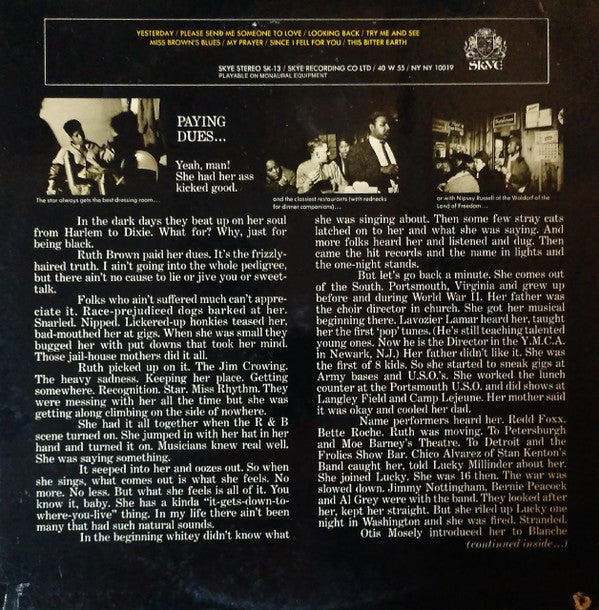 YESTERDAY / PLEASE SEND ME SOMEONE TO LOVE / LOOKING BACK / TRY ME AND SEE
MISS BROWN'S BLUES / MY PRAYER / SINCE I FELL FOR YOU / THIS BITTER EARTH
SKYE STEREO SK-13 / SKYE RECORDING CO LTD / 40 W 55 / NY NY 10019
PLAYABLE ON MONAURAL EQUIPMENT
SKYE
PAYING
DUES...
Yeah, man!
She had her ass
kicked good.
The star always gets the best dressing room...
and the classiest restaurants (with rednecks
for dinner companions)...
or with Nipsey Russell at the Waldorf of the
Land of Freedom...
In the dark days they beat up on her soul
from Harlem to Dixie. What for? Why, just for
being black.
Ruth Brown paid her dues. It's the frizzly-
haired truth. I ain't going into the whole pedigree,
but there ain't no cause to lie or jive you or sweet-
talk.
Folks who ain't suffered much can't appre-
ciate it. Race-prejudiced dogs barked at her.
Snarled. Nipped. Lickered-up honkies teased her,
bad-mouthed her at gigs. When she was small they
bugged her with put downs that took her mind.
Those jail-house mothers did it all.
Ruth picked up on it. The Jim Crowing.
The heavy sadness. Keeping her place. Getting
somewhere. Recognition. Star. Miss Rhythm. They
were messing with her all the time but she was
getting along climbing on the side of nowhere.
She had it all together when the R & B
scene turned on. She jumped in with her hat in her
hand and turned it on. Musicians knew real well.
She was saying something.
It seeped into her and oozes out. So when
she sings, what comes out is what she feels. No
more. No less. But what she feels is all of it. You
know it, baby. She has a kinda "it-gets-down-to-
where-you-live" thing. In my life there ain't been
many that had such natural sounds.
In the beginning whitey didn't know what
she was singing about. Then some few stray cats
latched on to her and what she was saying. And
more folks heard her and listened and dug. Then
came the hit records and the name in lights and
the one-night stands.
But let's go back a minute. She comes out
of the South. Portsmouth, Virginia and grew up
before and during World War II. Her father was
the choir director in church. She got her musical
beginning there. Lavozier Lamar heard her, taught
her the first 'pop' tunes. (He's still teaching talented
young ones. Now he is the Director in the Y.M.C.A.
in Newark, N.J.) Her father didn't like it. She was
the first of 8 kids. So she started to sneak gigs at
Army bases and U.S.O.'s. She worked the lunch
counter at the Portsmouth U.S.O. and did shows at
Langley Field and Camp Lejeune. Her mother said
it was okay and cooled her dad.
Name performers heard her. Redd Foxx.
Bette Roche. Ruth was moving. To Petersburgh
and Moe Barney's Theatre. To Detroit and the
Frolics Show Bar. Chico Alvarez of Stan Kenton's
Band caught her, told Lucky Millinder about her.
She joined Lucky. She was 16 then. The war was
slowed down. Jimmy Nottingham, Bernie Peacock
and Al Grey were with the band. They looked after
her, kept her straight. But she riled up Lucky one
night in Washington and she was fired. Stranded.
Otis Mosely introduced her to Blanche
(continued inside...)